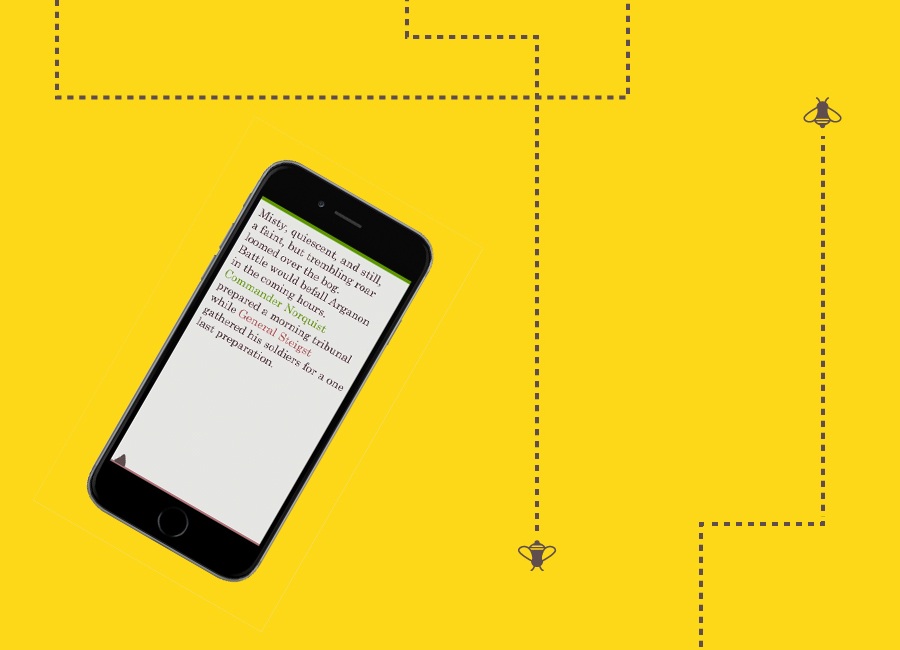 Misty, quiescent, and still,
a faint, but trembling roar
loomed over the bog.
Battle would befall Arganon
in the coming hours.
Commander Norquist
prepared a morning tribunal
while General Steigst
gathered his soldiers for a one
last preparation.